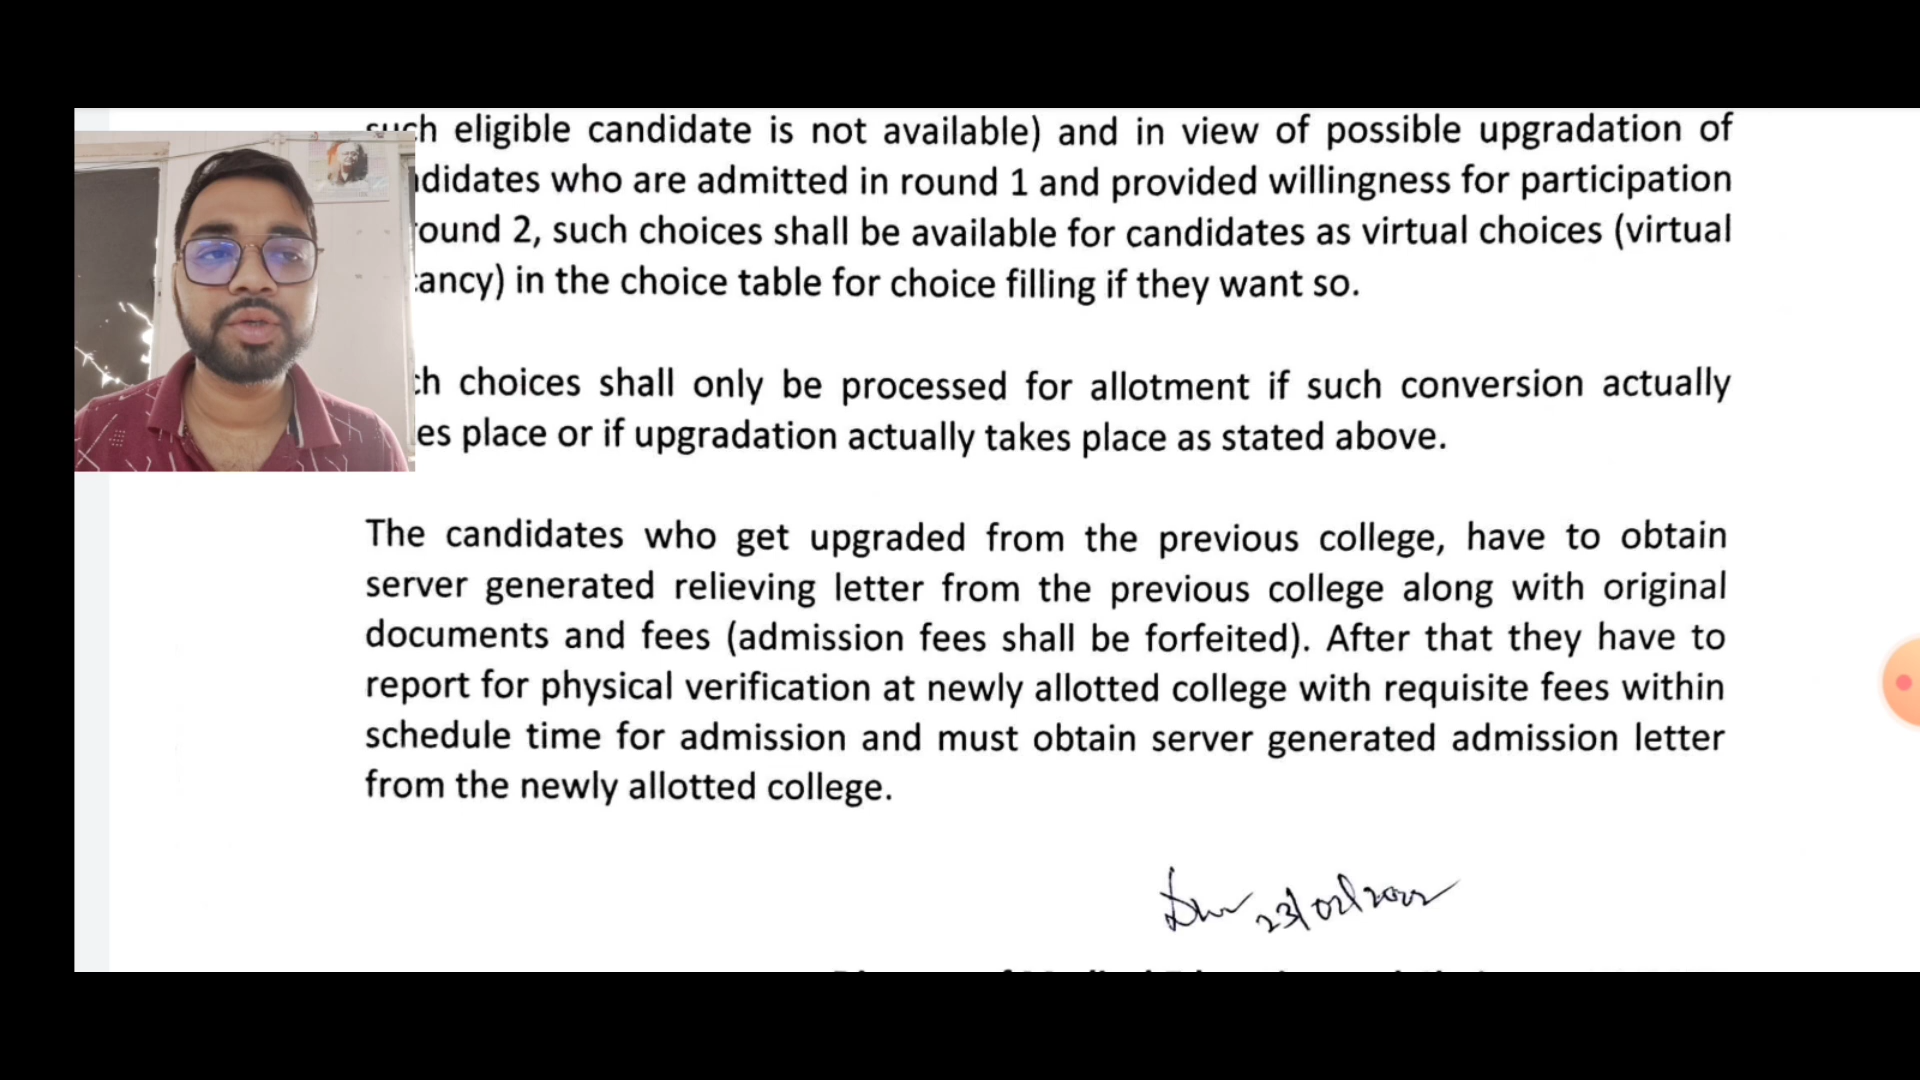 such eligible candidate is not available) and in view of possible upgradation of
didates who are admitted in round 1 and provided willingness for participation
ound 2, such choices shall be available for candidates as virtual choices (virtual
ancy) in the choice table for choice filling if they want so.
ch choices shall only be processed for allotment if such conversion actually
es place or if upgradation actually takes place as stated above.
The candidates who get upgraded from the previous college, have to obtain
server generated relieving letter from the previous college along with original
documents and fees (admission fees shall be forfeited). After that they have to
report for physical verification at newly allotted college with requisite fees within
schedule time for admission and must obtain server generated admission letter
from the newly allotted college.
23/02/2022